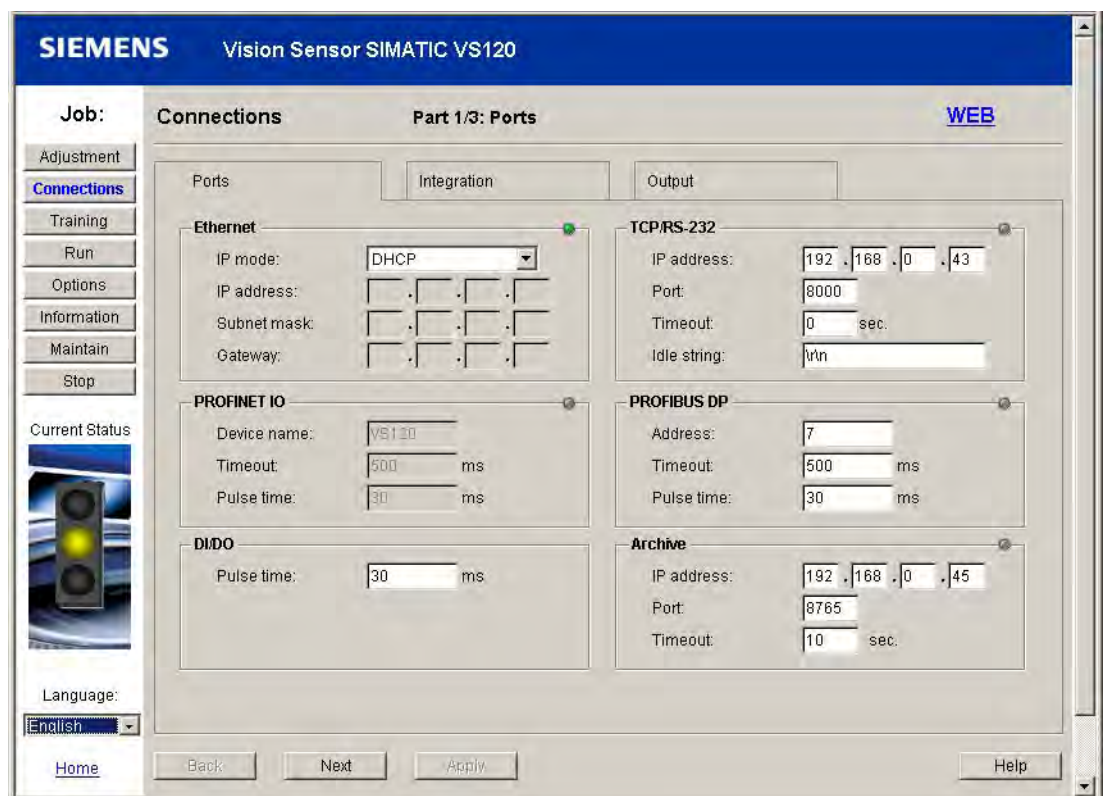 SIEMENS Vision Sensor SIMATIC VS120
Job:
Adjustment
Connections
Training
Run
Options
Information
Maintain
Stop
Current Status
Language:
English
Home
Connections Part 1/3: Ports WEB
Ports Integration Output
Ethernet
IP mode: DHCP
IP address: . . .
Subnet mask: . . .
Gateway: . . .
TCP/RS-232
IP address: 192 . 168 . 0 . 43
Port: 8000
Timeout: 0 sec.
Idle string: \r\n
PROFINET IO
Device name: VS120
Timeout: 500 ms
Pulse time: 30 ms
PROFIBUS DP
Address: 7
Timeout: 500 ms
Pulse time: 30 ms
DI/DO
Pulse time: 30 ms
Archive
IP address: 192 . 168 . 0 . 45
Port: 8765
Timeout: 10 sec.
Back Next Apply Help